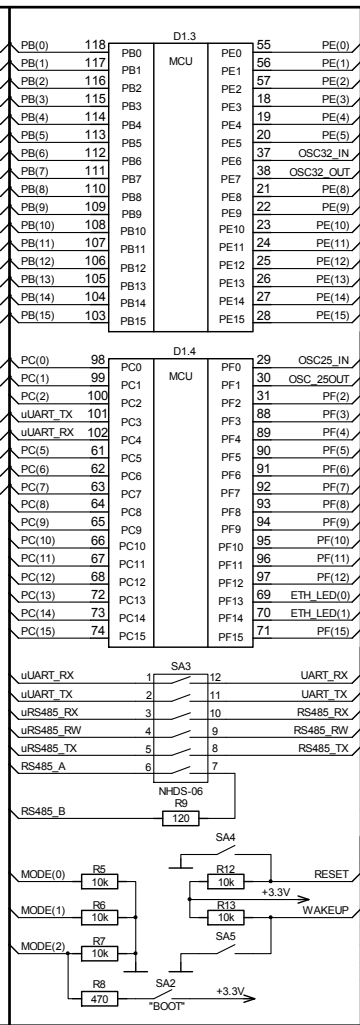 D1.3
PB(0) 118 PB0 MCU PE0 55 PE(0)
PB(1) 117 PB1 PE1 56 PE(1)
PB(2) 116 PB2 PE2 57 PE(2)
PB(3) 115 PB3 PE3 18 PE(3)
PB(4) 114 PB4 PE4 19 PE(4)
PB(5) 113 PB5 PE5 20 PE(5)
PB(6) 112 PB6 PE6 37 OSC32_IN
PB(7) 111 PB7 PE7 38 OSC32_OUT
PB(8) 110 PB8 PE8 21 PE(8)
PB(9) 109 PB9 PE9 22 PE(9)
PB(10) 108 PB10 PE10 23 PE(10)
PB(11) 107 PB11 PE11 24 PE(11)
PB(12) 106 PB12 PE12 25 PE(12)
PB(13) 105 PB13 PE13 26 PE(13)
PB(14) 104 PB14 PE14 27 PE(14)
PB(15) 103 PB15 PE15 28 PE(15)
D1.4
PC(0) 98 PC0 MCU PF0 29 OSC25_IN
PC(1) 99 PC1 PF1 30 OSC_25OUT
PC(2) 100 PC2 PF2 31 PF(2)
uUART_TX 101 PC3 PF3 88 PF(3)
uUART_RX 102 PC4 PF4 89 PF(4)
PC(5) 61 PC5 PF5 90 PF(5)
PC(6) 62 PC6 PF6 91 PF(6)
PC(7) 63 PC7 PF7 92 PF(7)
PC(8) 64 PC8 PF8 93 PF(8)
PC(9) 65 PC9 PF9 94 PF(9)
PC(10) 66 PC10 PF10 95 PF(10)
PC(11) 67 PC11 PF11 96 PF(11)
PC(12) 68 PC12 PF12 97 PF(12)
PC(13) 72 PC13 PF13 69 ETH_LED(0)
PC(14) 73 PC14 PF14 70 ETH_LED(1)
PC(15) 74 PC15 PF15 71 PF(15)
SA3
uUART_RX 1 12 UART_RX
uUART_TX 2 11 UART_TX
uRS485_RX 3 10 RS485_RX
uRS485_RW 4 9 RS485_RW
uRS485_TX 5 8 RS485_TX
RS485_A 6 7
NHDS-06
R9
RS485_B 120
SA4
MODE(0) R5 R12 RESET
10k 10k
+3.3V
MODE(1) R6 R13 WAKEUP
10k 10k
MODE(2) R7 SA5
10k
R8 SA2 +3.3V
470 "BOOT"